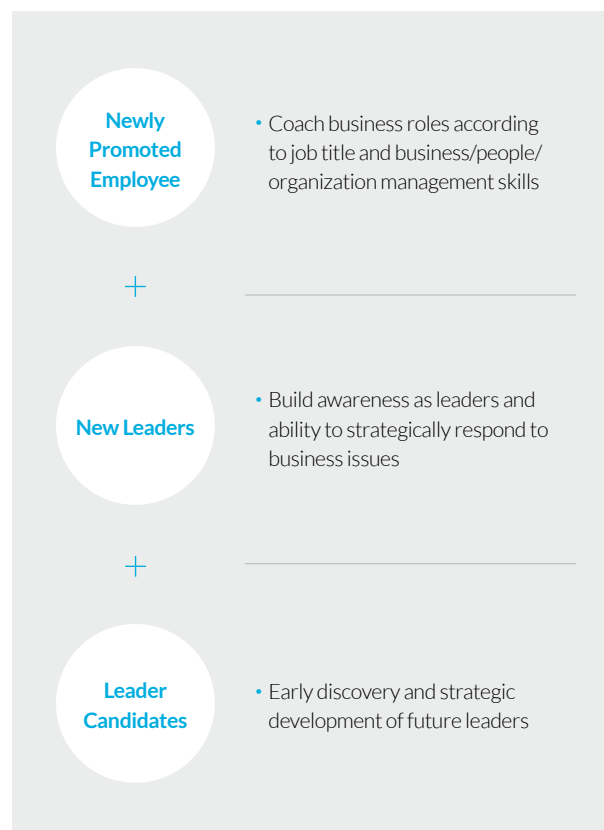 Newly
Promoted
Employee
• Coach business roles according
to job title and business/people/
organization management skills
+
New Leaders
• Build awareness as leaders and
ability to strategically respond to
business issues
+
Leader
Candidates
• Early discovery and strategic
development of future leaders